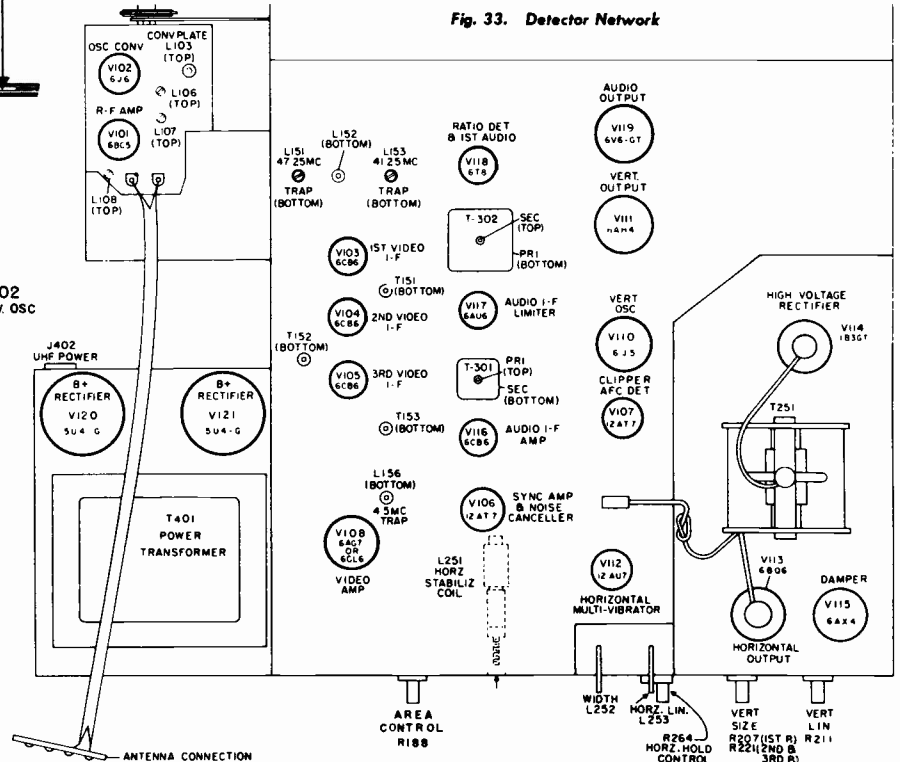 Fig. 33. Detector Network
OSC CONV
V102
6J6
CONV PLATE
L103
(TOP)
L106
(TOP)
R-F AMP
V101
6BC5
L107
(TOP)
L108
(TOP)
L151
47.25MC
TRAP
(BOTTOM)
L152
(BOTTOM)
L153
41.25MC
TRAP
(BOTTOM)
RATIO DET
& 1ST AUDIO
V118
6T8
AUDIO
OUTPUT
V119
6V6-GT
T-302
SEC
(TOP)
PRI
(BOTTOM)
VERT.
OUTPUT
V111
6AH4
V103
6CB6
1ST VIDEO
I-F
T151
(BOTTOM)
V104
6CB6
2ND VIDEO
I-F
T152
(BOTTOM)
V117
6AU6
AUDIO I-F
LIMITER
VERT
OSC
V110
6J5
HIGH VOLTAGE
RECTIFIER
V114
1B3GT
02
V. OSC
J402
UHF POWER
B+
RECTIFIER
V120
5U4-G
B+
RECTIFIER
V121
5U4-G
V105
6CB6
3RD VIDEO
I-F
T-301
PRI
(TOP)
SEC
(BOTTOM)
CLIPPER
AFC DET
V107
12AT7
T251
T153
(BOTTOM)
V116
6CB6
AUDIO I-F
AMP
L156
(BOTTOM)
4.5MC
TRAP
V106
12AT7
SYNC AMP
& NOISE
CANCELLER
T401
POWER
TRANSFORMER
V108
6AG7
OR
6CL6
VIDEO
AMP
L251
HORZ
STABILIZ
COIL
V112
12AU7
HORIZONTAL
MULTI-VIBRATOR
V113
6BQ6
HORIZONTAL
OUTPUT
DAMPER
V115
6AX4
AREA
CONTROL
R188
WIDTH
L252
HORZ. LIN.
L253
R264
HORZ. HOLD
CONTROL
VERT
SIZE
R207(1ST R)
R221(2ND &
3RD R)
VERT
LIN
R211
ANTENNA CONNECTION